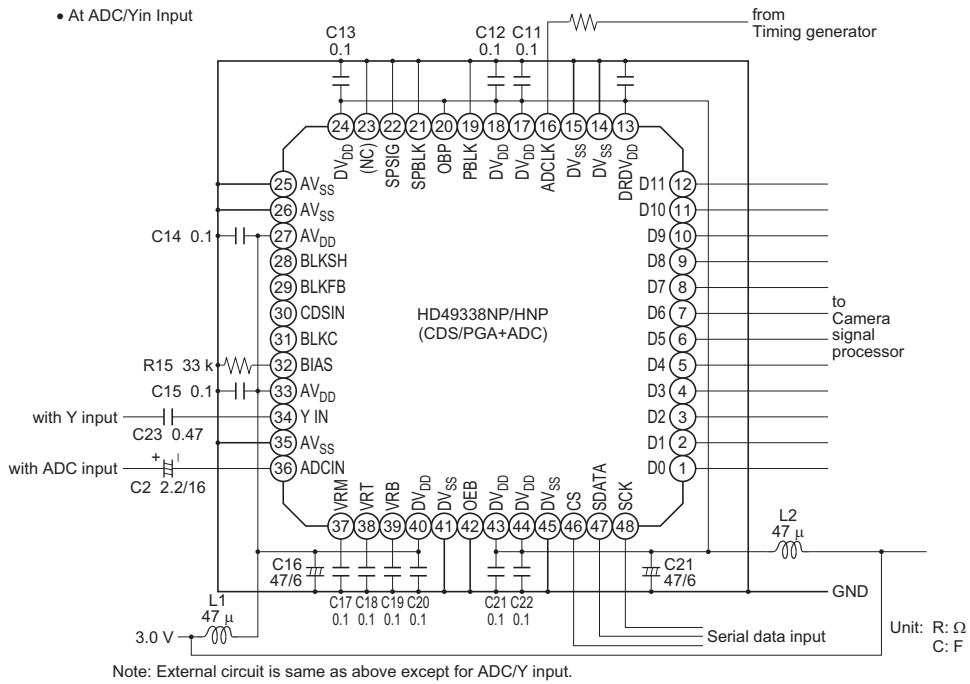 • At ADC/Yin Input
from
Timing generator
C13
0.1
C12
0.1
C11
0.1
24 23 22 21 20 19 18 17 16 15 14 13
DVDD
(NC)
SPSIG
SPBLK
OBP
PBLK
DVDD
DVDD
ADCLK
DVSS
DVSS
DRDVDD
25 AVSS
26 AVSS
C14 0.1
27 AVDD
28 BLKSH
29 BLKFB
30 CDSIN
31 BLKC
R15 33 k
32 BIAS
C15 0.1
33 AVDD
with Y input
C23 0.47
34 Y IN
35 AVSS
with ADC input
+
C2 2.2/16
36 ADCIN
HD49338NP/HNP
(CDS/PGA+ADC)
D11 12
D10 11
D9 10
D8 9
D7 8
D6 7
D5 6
D4 5
D3 4
D2 3
D1 2
D0 1
to
Camera
signal
processor
VRM
VRT
VRB
DVDD
DVSS
OEB
DVDD
DVDD
DVSS
CS
SDATA
SCK
37 38 39 40 41 42 43 44 45 46 47 48
C16
47/6
C17
0.1
C18
0.1
C19
0.1
C20
0.1
C21
0.1
C22
0.1
C21
47/6
L2
47 μ
GND
L1
47 μ
3.0 V
Serial data input
Unit: R: Ω
C: F
Note: External circuit is same as above except for ADC/Y input.